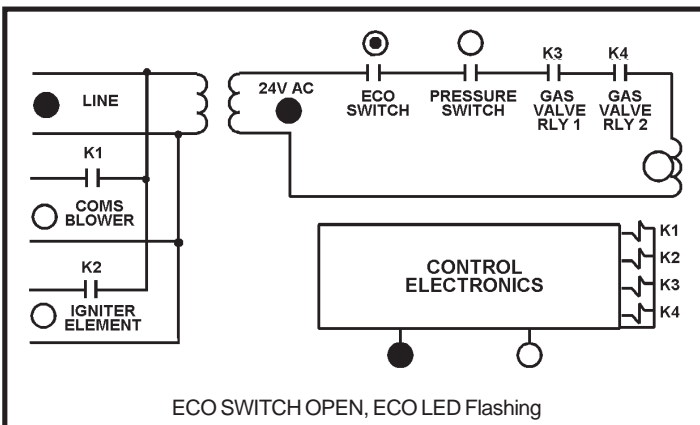 K3 K4
24V AC
LINE
ECO SWITCH
PRESSURE SWITCH
GAS VALVE RLY 1
GAS VALVE RLY 2
K1
COMS BLOWER
K2
IGNITER ELEMENT
CONTROL ELECTRONICS
K1
K2
K3
K4
ECO SWITCH OPEN, ECO LED Flashing